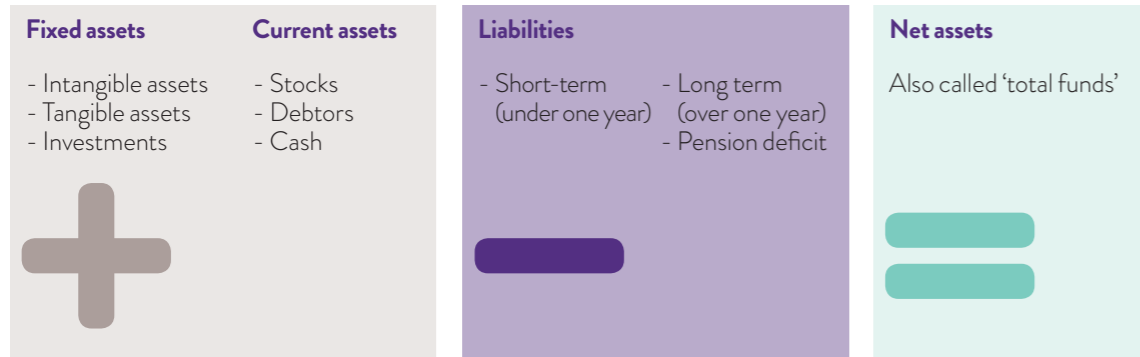 Fixed assets
- Intangible assets
- Tangible assets
- Investments
Current assets
- Stocks
- Debtors
- Cash
Liabilities
- Short-term
(under one year)
- Long term
(over one year)
- Pension deficit
Net assets
Also called ‘total funds’